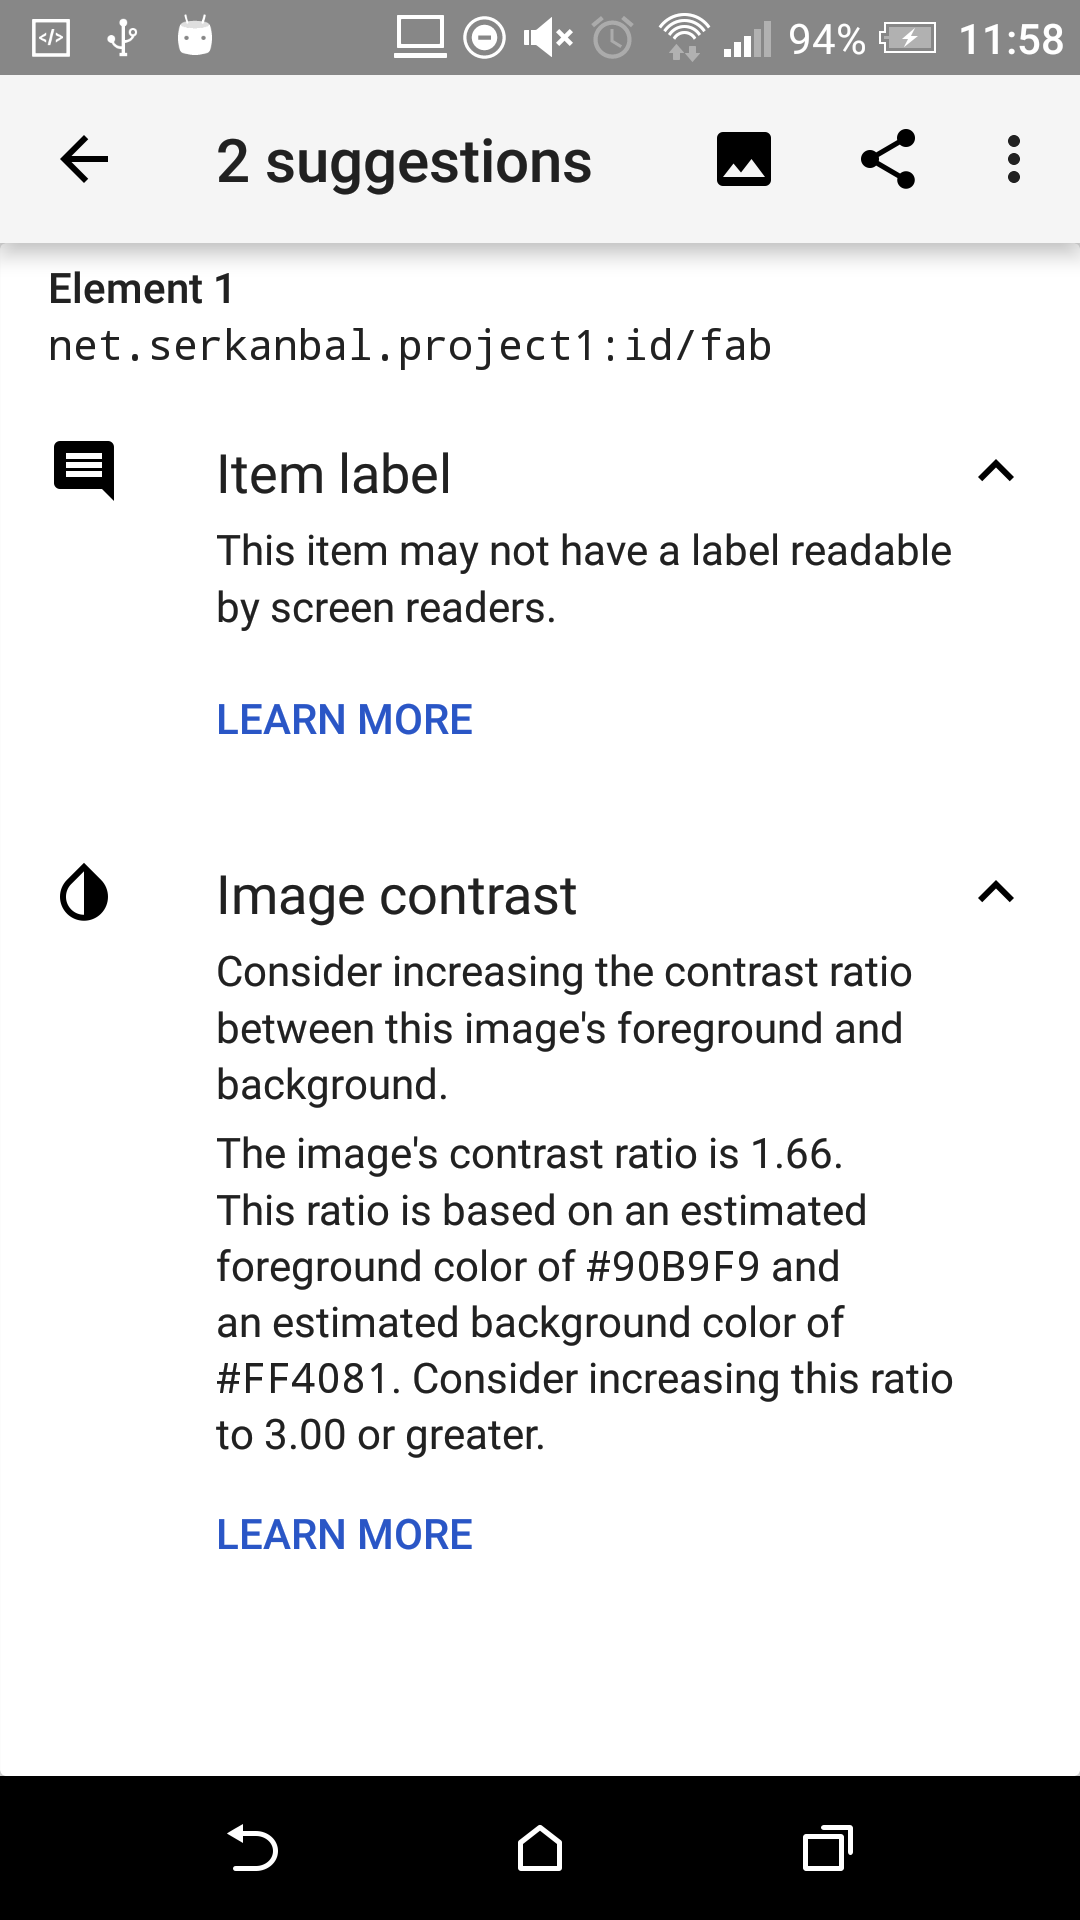 94% 11:58
2 suggestions
Element 1
net.serkanbal.project1:id/fab
Item label
This item may not have a label readable
by screen readers.
LEARN MORE
Image contrast
Consider increasing the contrast ratio
between this image's foreground and
background.
The image's contrast ratio is 1.66.
This ratio is based on an estimated
foreground color of #90B9F9 and
an estimated background color of
#FF4081. Consider increasing this ratio
to 3.00 or greater.
LEARN MORE